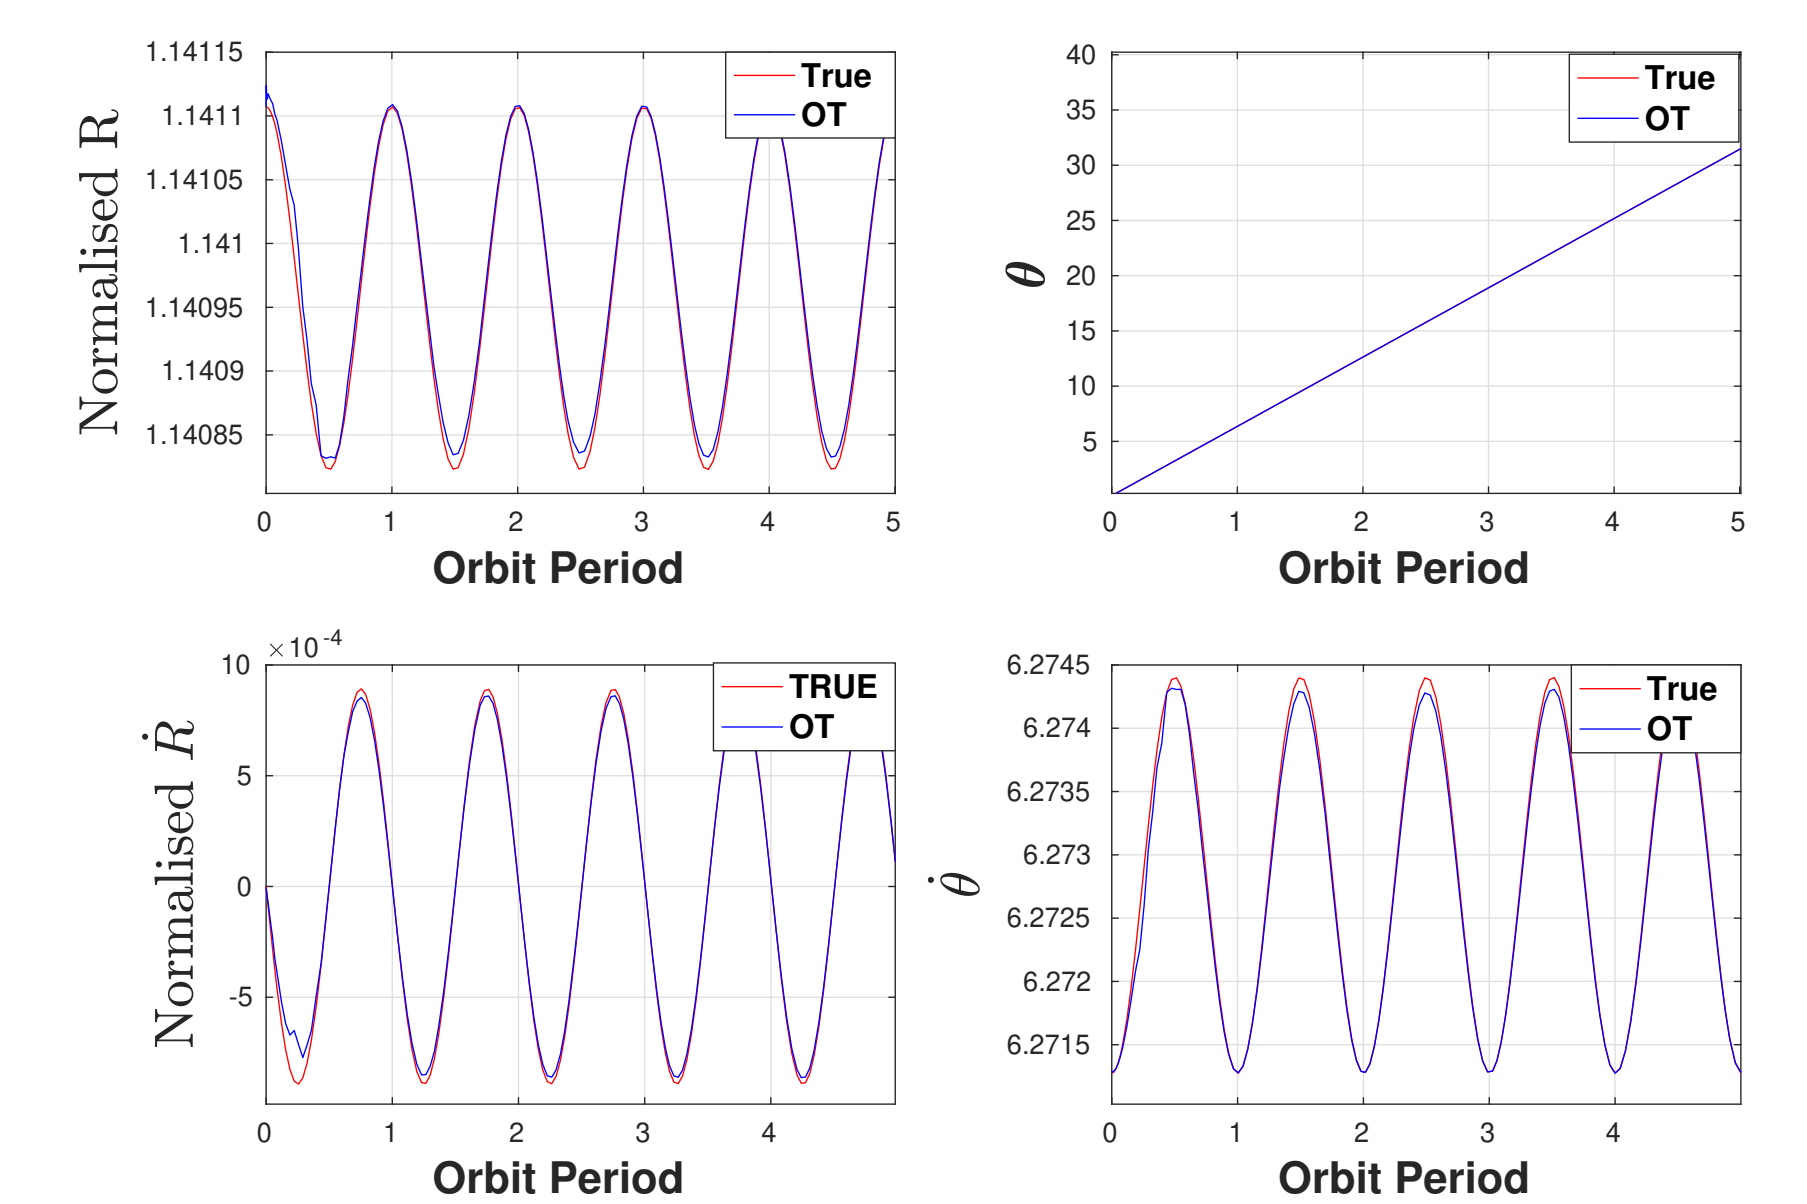 1.14115
1.1411
1.14105
1.141
1.14095
1.1409
1.14085
Normalised R
True
OT
0 1 2 3 4 5
Orbit Period
40
35
30
25
20
15
10
5
θ
True
OT
0 1 2 3 4 5
Orbit Period
×10⁻⁴
10
5
0
-5
Normalised Ṙ
TRUE
OT
0 1 2 3 4
Orbit Period
6.2745
6.274
6.2735
6.273
6.2725
6.272
6.2715
θ̇
True
OT
0 1 2 3 4
Orbit Period